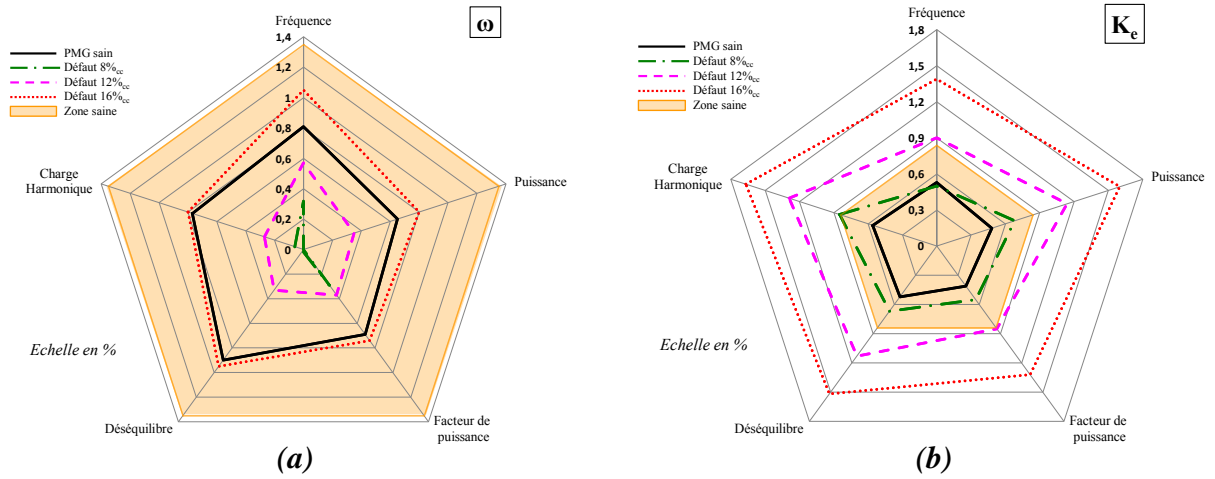 Fréquence
ω
PMG sain
Défaut 8%cc
Défaut 12%cc
Défaut 16%cc
Zone saine
1,4
1,2
1,
0,8
0,6
0,4
0,2
0
Charge
Harmonique
Puissance
Echelle en %
Déséquilibre
Facteur de
puissance
(a)
Fréquence
Ke
PMG sain
Défaut 8%cc
Défaut 12%cc
Défaut 16%cc
Zone saine
1,8
1,5
1,2
0,9
0,6
0,3
0
Charge
Harmonique
Puissance
Echelle en %
Déséquilibre
Facteur de
puissance
(b)